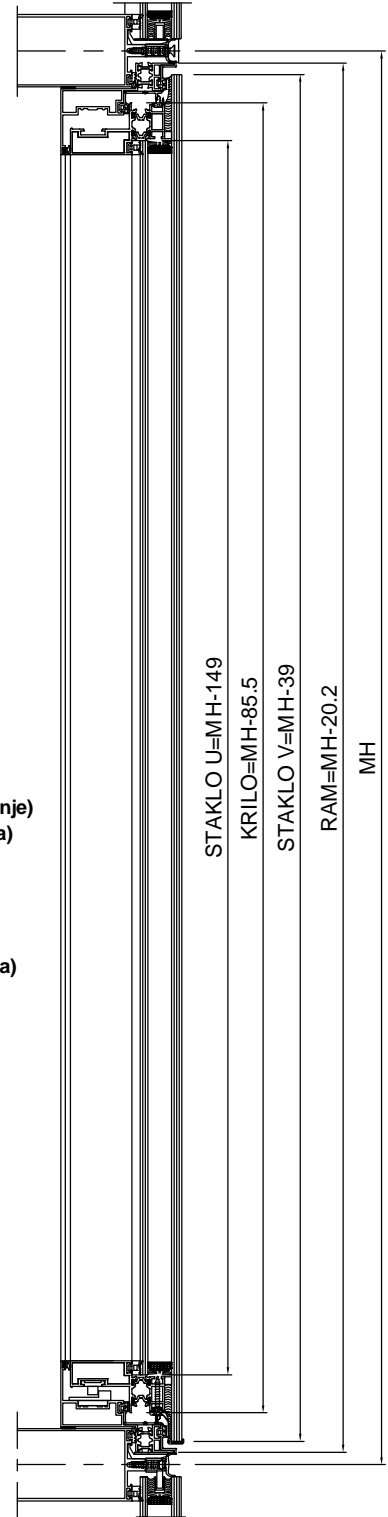 nje)
a)
a)
STAKLO U=MH-149
KRILO=MH-85.5
STAKLO V=MH-39
RAM=MH-20.2
MH